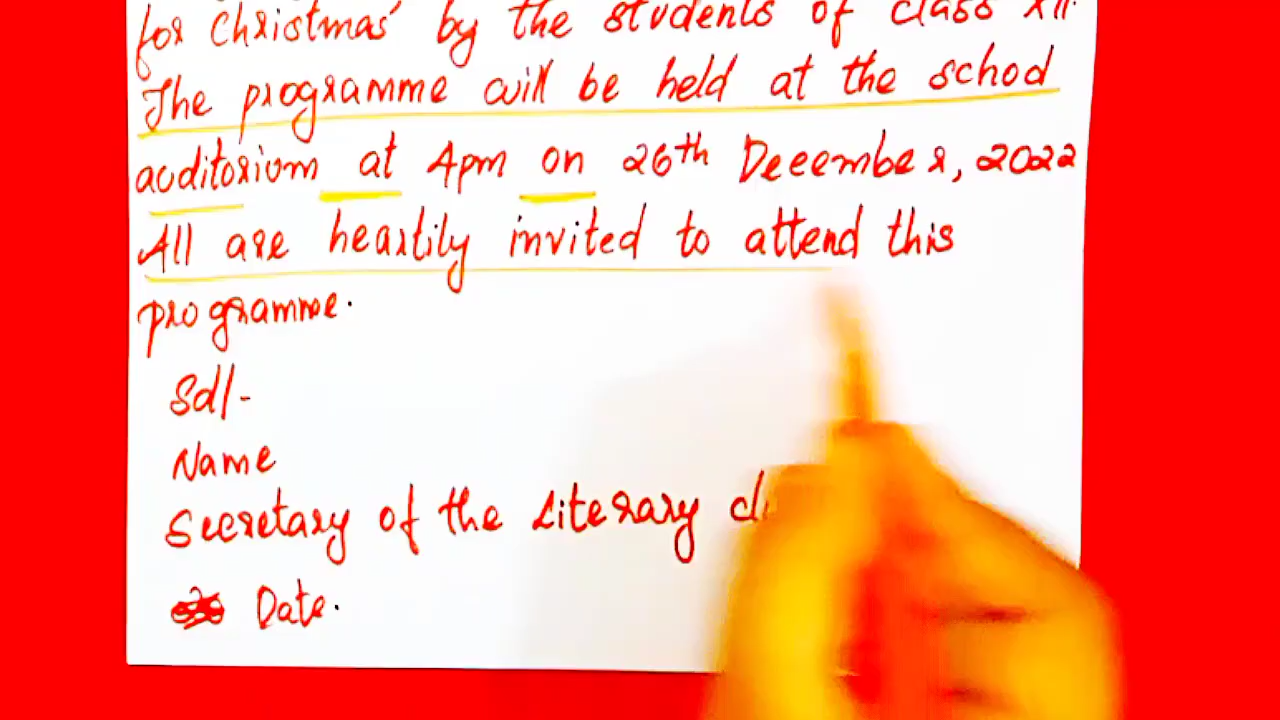 for Christmas' by the students of class XII.
The programme will be held at the school
auditorium at 4pm on 26th December, 2022
All are heartily invited to attend this
programme.
Sd/-
Name
Secretary of the Literary
Date.